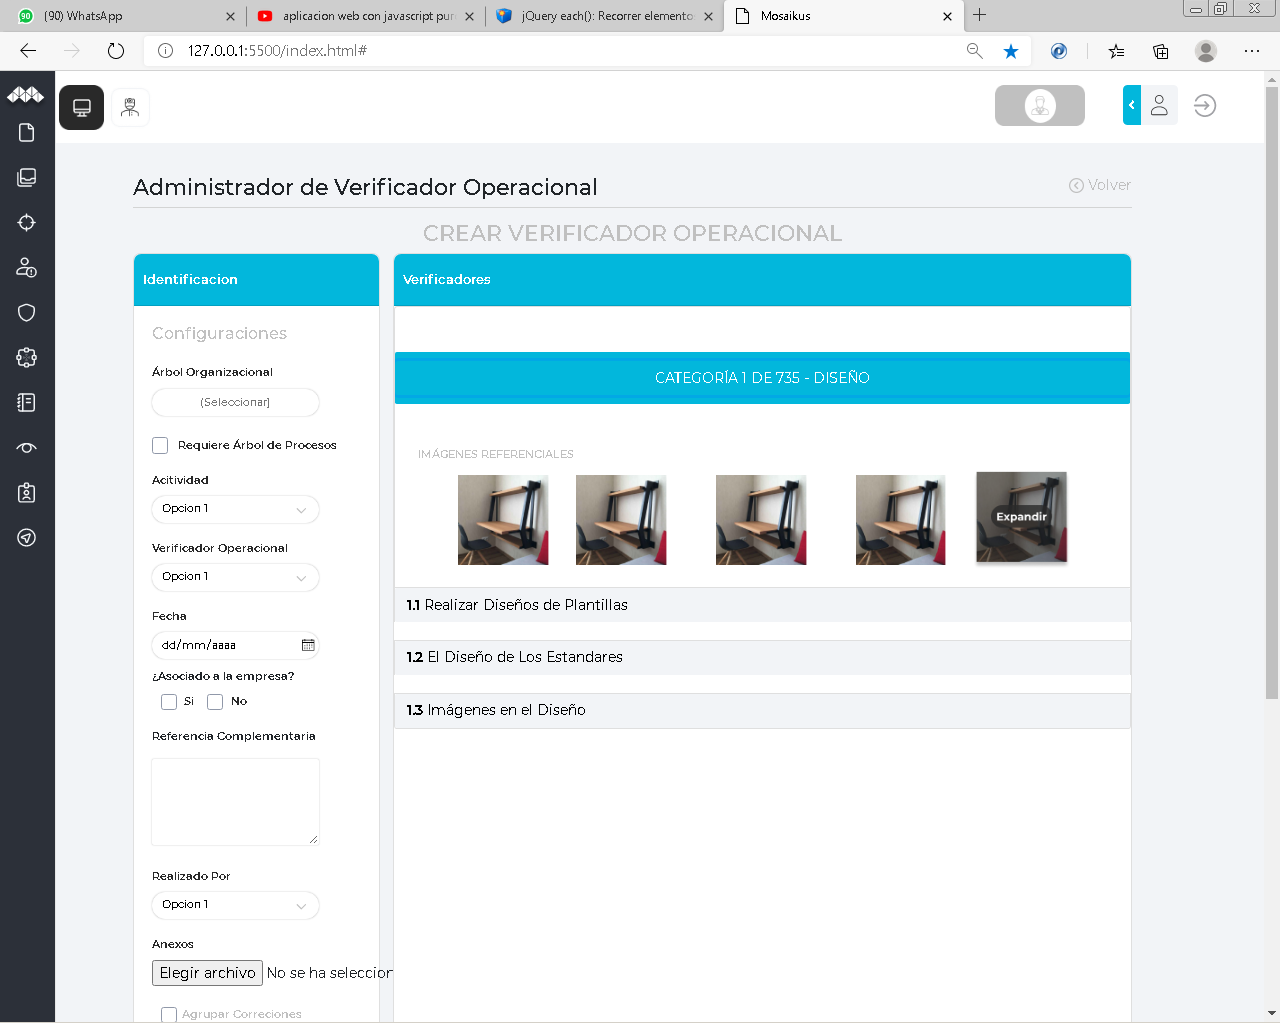 90 (90) WhatsApp
aplicacion web con javascript pur
jQuery each(): Recorrer elemento
Mosaikus
127.0.0.1:5500/index.html#
Administrador de Verificador Operacional
Volver
CREAR VERIFICADOR OPERACIONAL
Identificacion
Verificadores
Configuraciones
Árbol Organizacional
(Seleccionar)
Requiere Árbol de Procesos
Acitividad
Opcion 1
Verificador Operacional
Opcion 1
Fecha
dd/mm/aaaa
¿Asociado a la empresa?
Si No
Referencia Complementaria
Realizado Por
Opcion 1
Anexos
Elegir archivo No se ha seleccion
Agrupar Correciones
CATEGORÍA 1 DE 735 - DISEÑO
IMÁGENES REFERENCIALES
Expandir
1.1 Realizar Diseños de Plantillas
1.2 El Diseño de Los Estandares
1.3 Imágenes en el Diseño